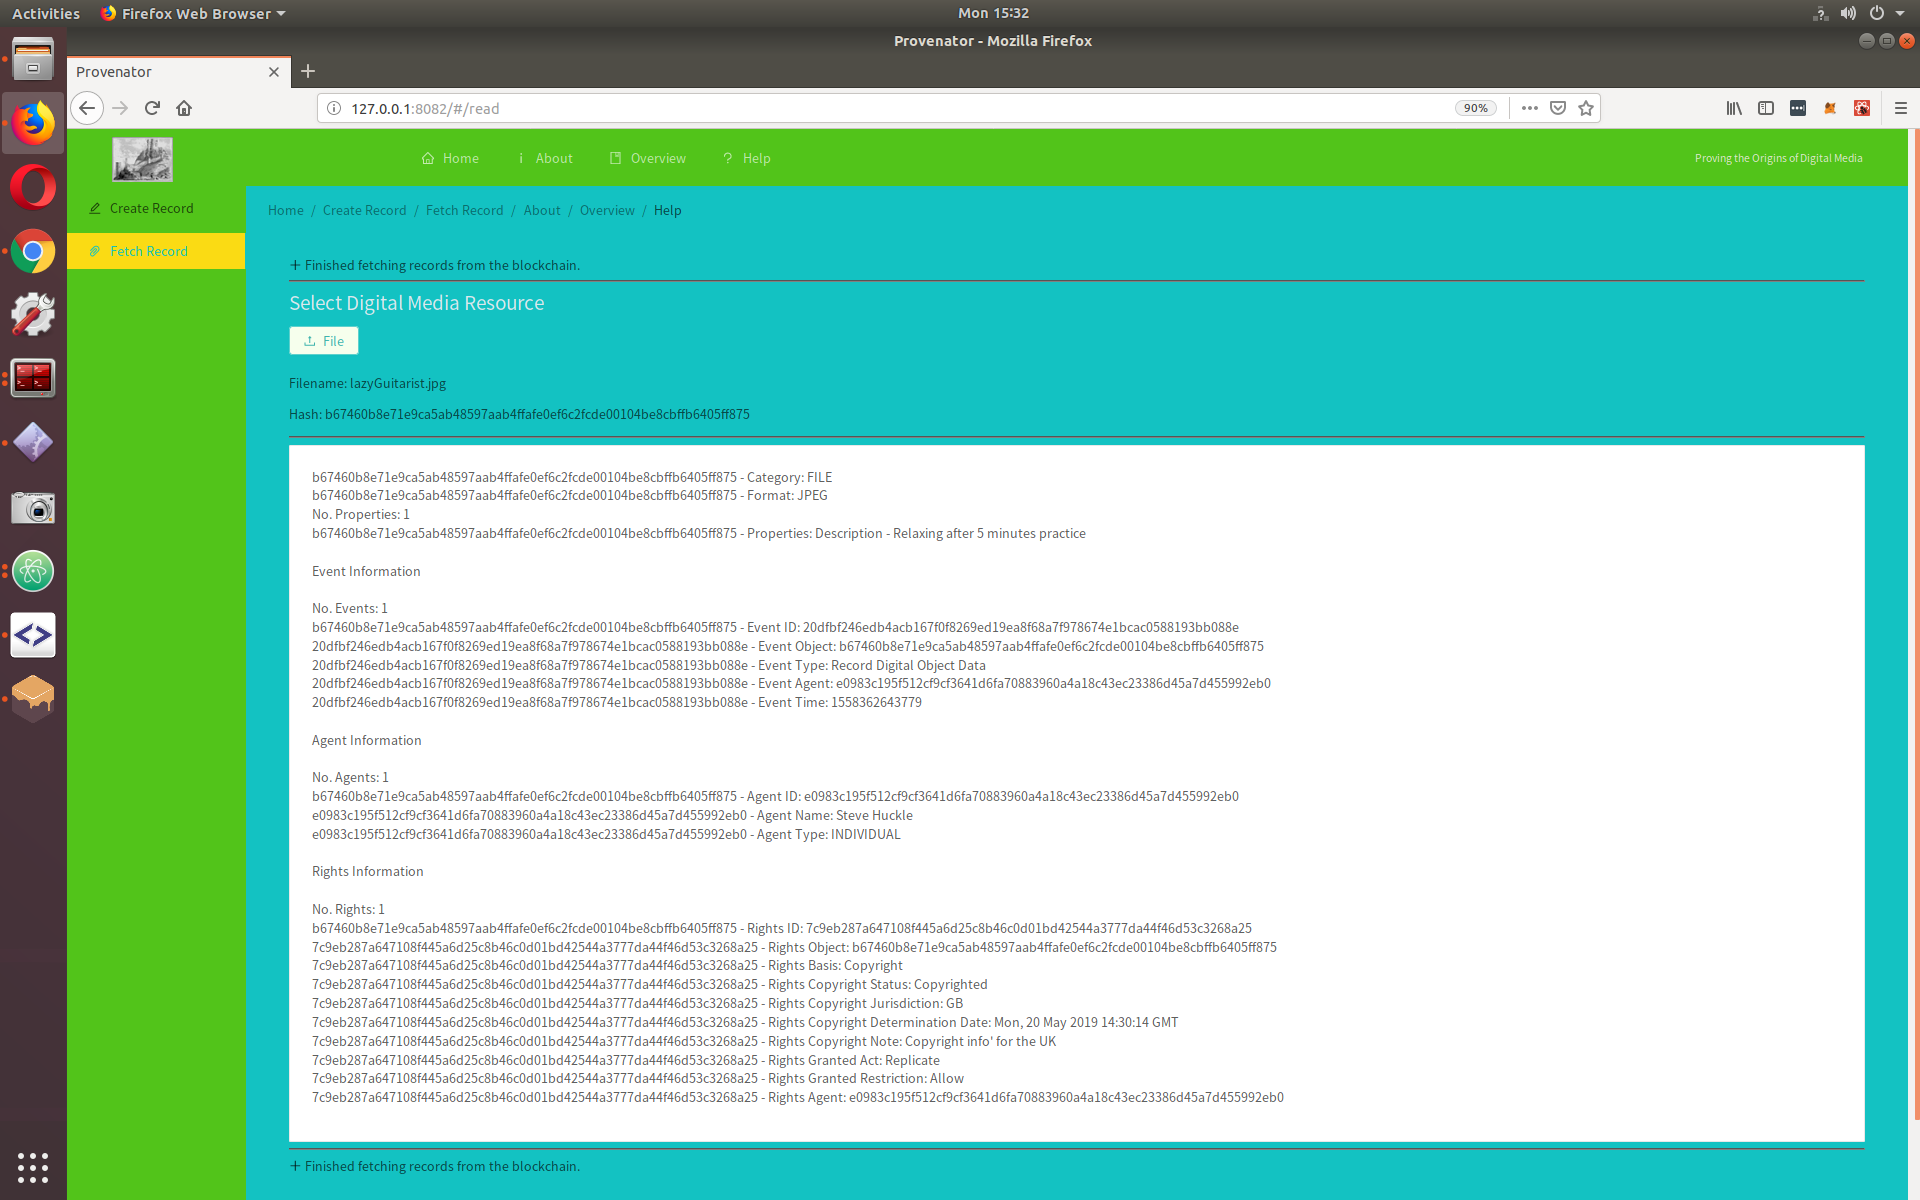 Activities Firefox Web Browser Mon 15:32
Provenator - Mozilla Firefox
Provenator
127.0.0.1:8082/#/read 90%
Home About Overview Help Proving the Origins of Digital Media
Create Record
Fetch Record
Home / Create Record / Fetch Record / About / Overview / Help
+ Finished fetching records from the blockchain.
Select Digital Media Resource
File
Filename: lazyGuitarist.jpg
Hash: b67460b8e71e9ca5ab48597aab4ffafe0ef6c2fcde00104be8cbffb6405ff875
b67460b8e71e9ca5ab48597aab4ffafe0ef6c2fcde00104be8cbffb6405ff875 - Category: FILE
b67460b8e71e9ca5ab48597aab4ffafe0ef6c2fcde00104be8cbffb6405ff875 - Format: JPEG
No. Properties: 1
b67460b8e71e9ca5ab48597aab4ffafe0ef6c2fcde00104be8cbffb6405ff875 - Properties: Description - Relaxing after 5 minutes practice
Event Information
No. Events: 1
b67460b8e71e9ca5ab48597aab4ffafe0ef6c2fcde00104be8cbffb6405ff875 - Event ID: 20dfbf246edb4acb167f0f8269ed19ea8f68a7f978674e1bcac0588193bb088e
20dfbf246edb4acb167f0f8269ed19ea8f68a7f978674e1bcac0588193bb088e - Event Object: b67460b8e71e9ca5ab48597aab4ffafe0ef6c2fcde00104be8cbffb6405ff875
20dfbf246edb4acb167f0f8269ed19ea8f68a7f978674e1bcac0588193bb088e - Event Type: Record Digital Object Data
20dfbf246edb4acb167f0f8269ed19ea8f68a7f978674e1bcac0588193bb088e - Event Agent: e0983c195f512cf9cf3641d6fa70883960a4a18c43ec23386d45a7d455992eb0
20dfbf246edb4acb167f0f8269ed19ea8f68a7f978674e1bcac0588193bb088e - Event Time: 1558362643779
Agent Information
No. Agents: 1
b67460b8e71e9ca5ab48597aab4ffafe0ef6c2fcde00104be8cbffb6405ff875 - Agent ID: e0983c195f512cf9cf3641d6fa70883960a4a18c43ec23386d45a7d455992eb0
e0983c195f512cf9cf3641d6fa70883960a4a18c43ec23386d45a7d455992eb0 - Agent Name: Steve Huckle
e0983c195f512cf9cf3641d6fa70883960a4a18c43ec23386d45a7d455992eb0 - Agent Type: INDIVIDUAL
Rights Information
No. Rights: 1
b67460b8e71e9ca5ab48597aab4ffafe0ef6c2fcde00104be8cbffb6405ff875 - Rights ID: 7c9eb287a647108f445a6d25c8b46c0d01bd42544a3777da44f46d53c3268a25
7c9eb287a647108f445a6d25c8b46c0d01bd42544a3777da44f46d53c3268a25 - Rights Object: b67460b8e71e9ca5ab48597aab4ffafe0ef6c2fcde00104be8cbffb6405ff875
7c9eb287a647108f445a6d25c8b46c0d01bd42544a3777da44f46d53c3268a25 - Rights Basis: Copyright
7c9eb287a647108f445a6d25c8b46c0d01bd42544a3777da44f46d53c3268a25 - Rights Copyright Status: Copyrighted
7c9eb287a647108f445a6d25c8b46c0d01bd42544a3777da44f46d53c3268a25 - Rights Copyright Jurisdiction: GB
7c9eb287a647108f445a6d25c8b46c0d01bd42544a3777da44f46d53c3268a25 - Rights Copyright Determination Date: Mon, 20 May 2019 14:30:14 GMT
7c9eb287a647108f445a6d25c8b46c0d01bd42544a3777da44f46d53c3268a25 - Rights Copyright Note: Copyright info' for the UK
7c9eb287a647108f445a6d25c8b46c0d01bd42544a3777da44f46d53c3268a25 - Rights Granted Act: Replicate
7c9eb287a647108f445a6d25c8b46c0d01bd42544a3777da44f46d53c3268a25 - Rights Granted Restriction: Allow
7c9eb287a647108f445a6d25c8b46c0d01bd42544a3777da44f46d53c3268a25 - Rights Agent: e0983c195f512cf9cf3641d6fa70883960a4a18c43ec23386d45a7d455992eb0
+ Finished fetching records from the blockchain.